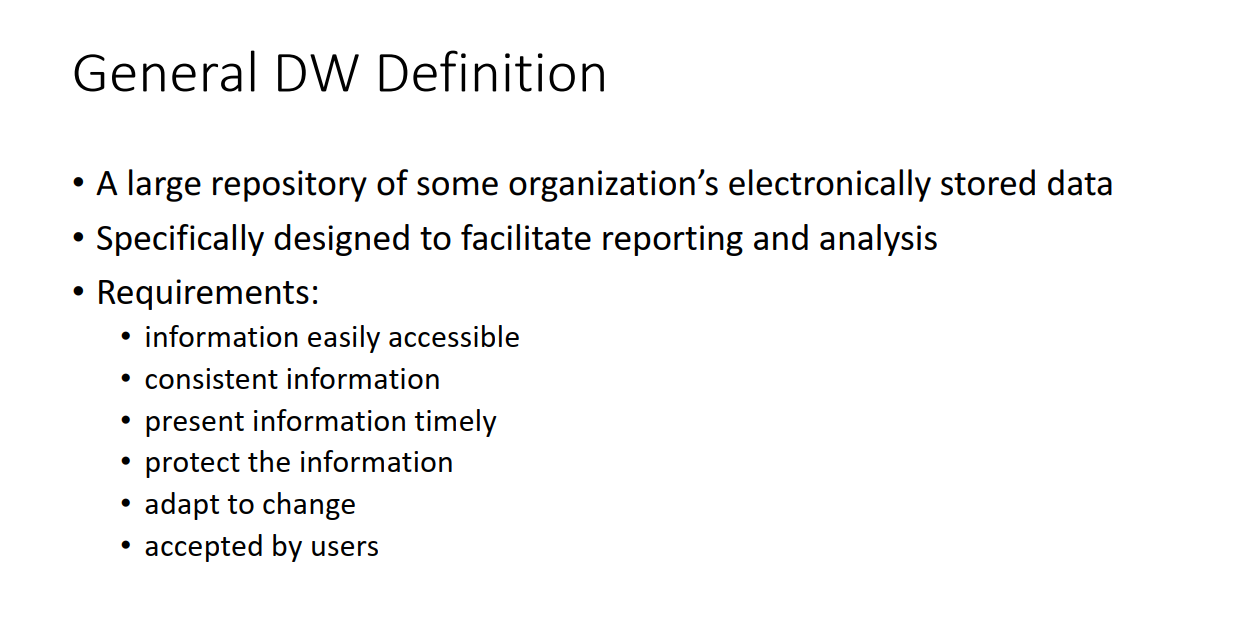 General DW Definition
• A large repository of some organization’s electronically stored data
• Specifically designed to facilitate reporting and analysis
• Requirements:
• information easily accessible
• consistent information
• present information timely
• protect the information
• adapt to change
• accepted by users